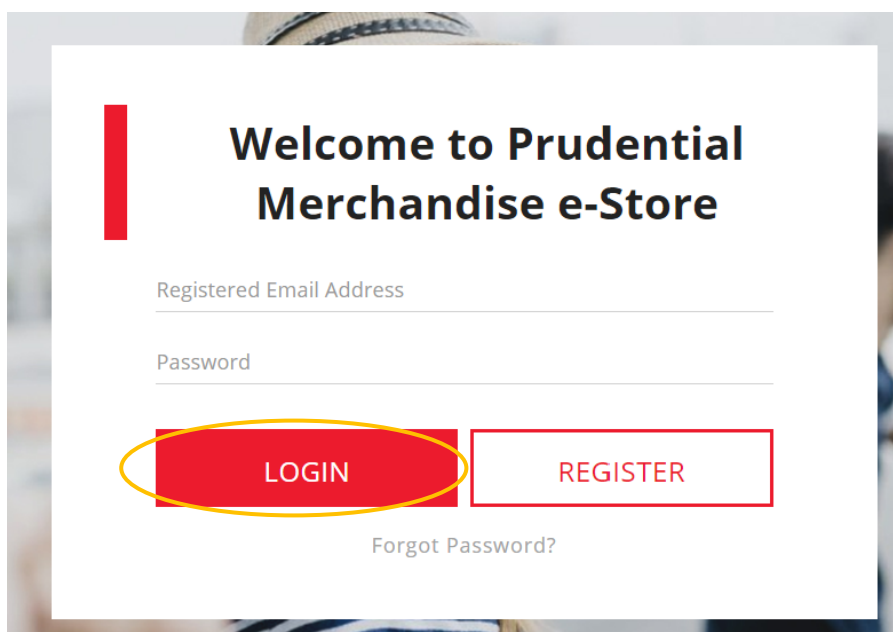 Welcome to Prudential
Merchandise e-Store
Registered Email Address
Password
LOGIN
REGISTER
Forgot Password?